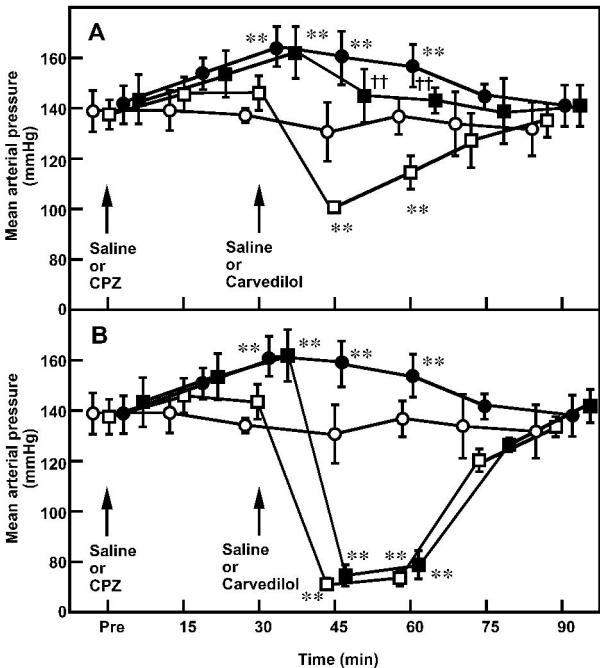 A
Mean arterial pressure
(mmHg)
160
140
120
100
80
0
** ** ** **
†† ††
**
**
Saline
or
CPZ
Saline
or
Carvedilol
B
Mean arterial pressure
(mmHg)
160
140
120
100
80
60
0
** ** ** **
** **
** **
Saline
or
CPZ
Saline
or
Carvedilol
Pre 15 30 45 60 75 90
Time (min)